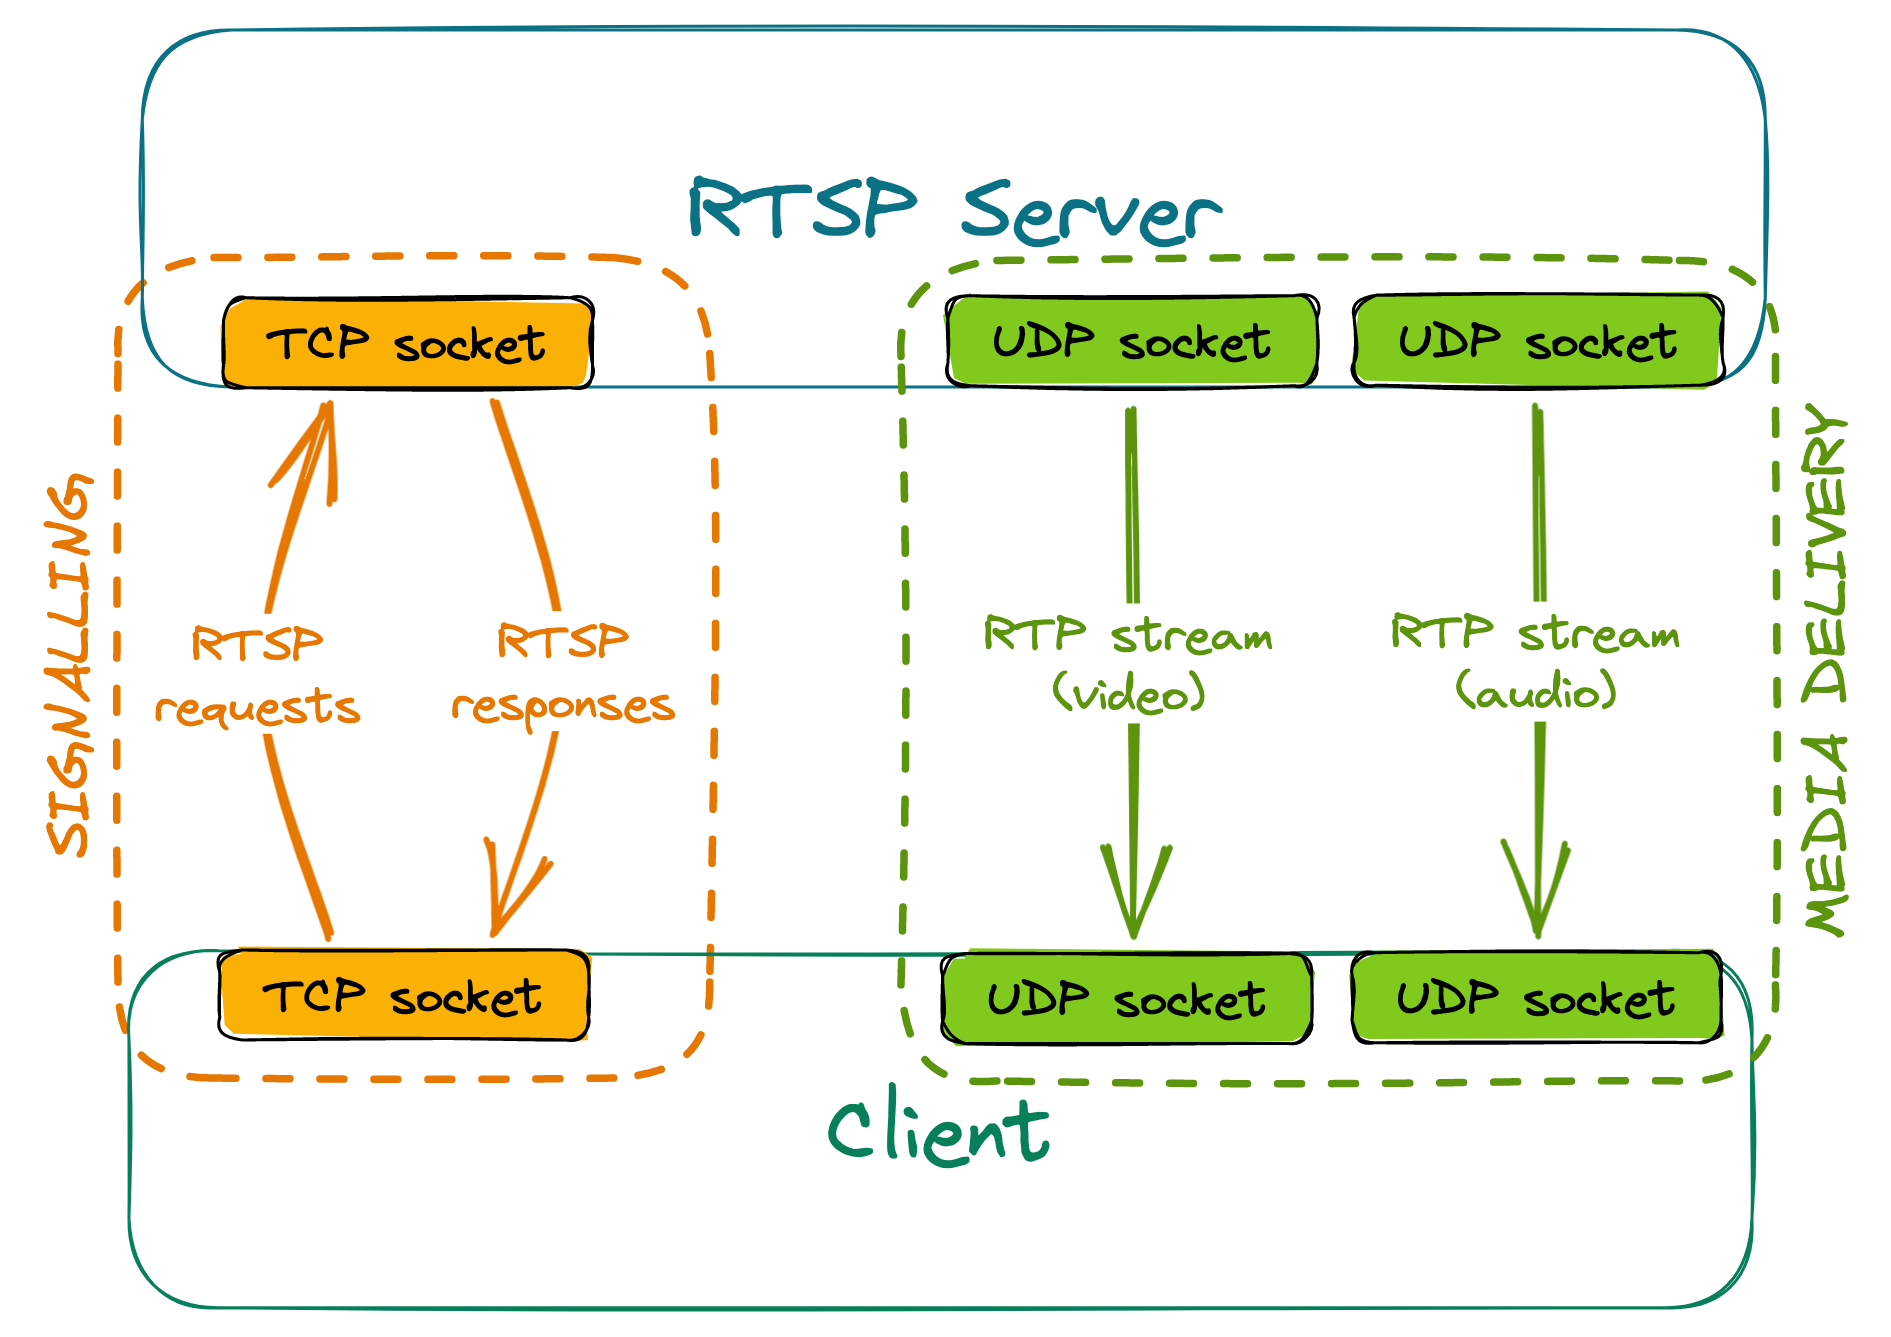 RTSP Server
TCP socket
UDP socket
UDP socket
SIGNALLING
RTSP
requests
RTSP
responses
RTP stream
(video)
RTP stream
(audio)
MEDIA DELIVERY
TCP socket
UDP socket
UDP socket
Client